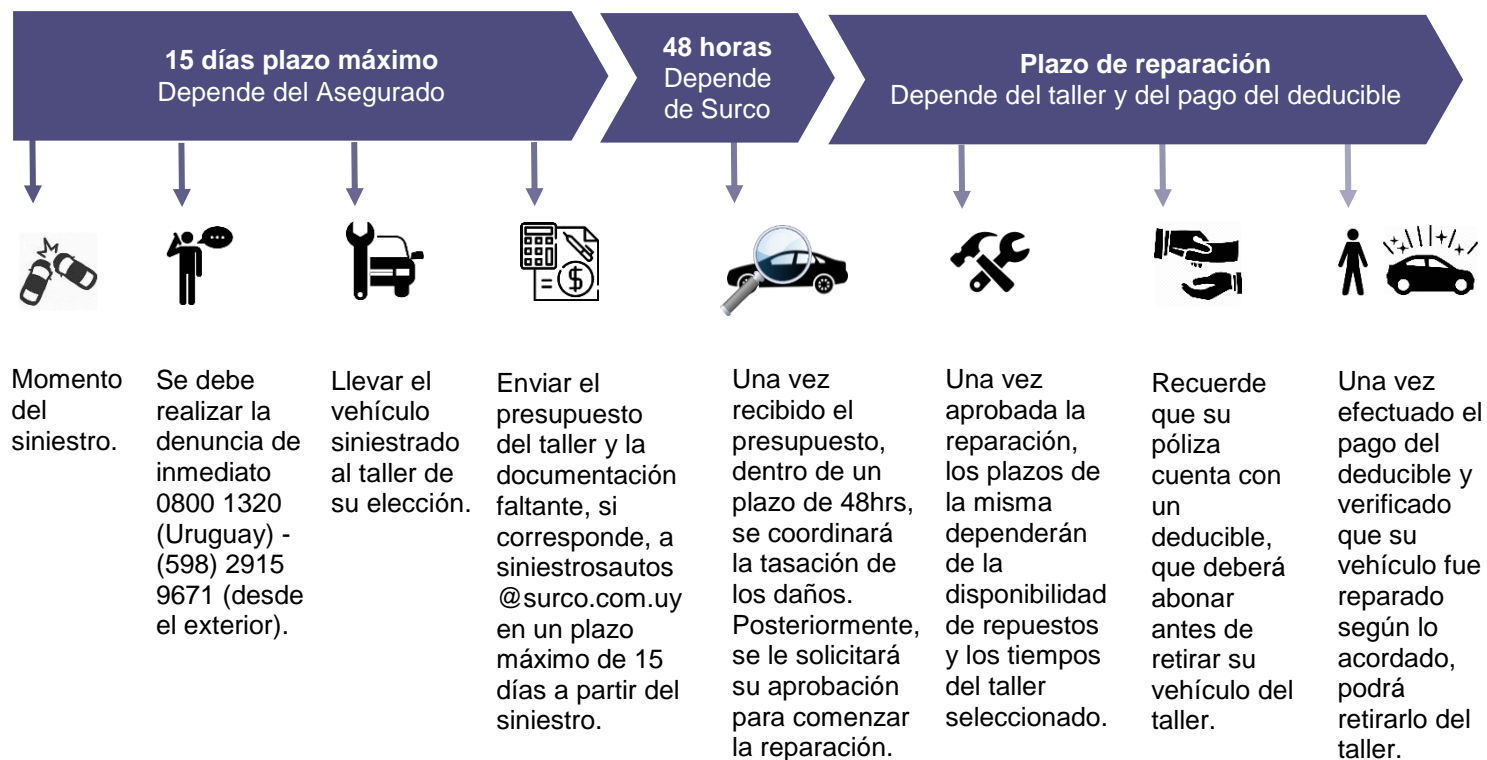 15 días plazo máximo
Depende del Asegurado
48 horas
Depende
de Surco
Plazo de reparación
Depende del taller y del pago del deducible
Momento
del
siniestro.
Se debe
realizar la
denuncia de
inmediato
0800 1320
(Uruguay) -
(598) 2915
9671 (desde
el exterior).
Llevar el
vehículo
siniestrado
al taller de
su elección.
Enviar el
presupuesto
del taller y la
documentación
faltante, si
corresponde, a
siniestrosautos
@surco.com.uy
en un plazo
máximo de 15
días a partir del
siniestro.
Una vez
recibido el
presupuesto,
dentro de un
plazo de 48hrs,
se coordinará
la tasación de
los daños.
Posteriormente,
se le solicitará
su aprobación
para comenzar
la reparación.
Una vez
aprobada la
reparación,
los plazos de
la misma
dependerán
de la
disponibilidad
de repuestos
y los tiempos
del taller
seleccionado.
Recuerde
que su
póliza
cuenta con
un
deducible,
que deberá
abonar
antes de
retirar su
vehículo del
taller.
Una vez
efectuado el
pago del
deducible y
verificado
que su
vehículo fue
reparado
según lo
acordado,
podrá
retirarlo del
taller.